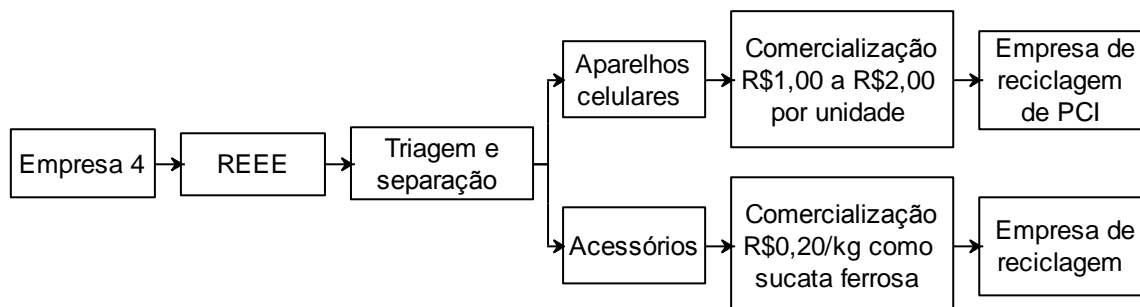 Empresa 4
REEE
Triagem e
separação
Aparelhos
celulares
Comercialização
R$1,00 a R$2,00
por unidade
Empresa de
reciclagem
de PCI
Acessórios
Comercialização
R$0,20/kg como
sucata ferrosa
Empresa de
reciclagem